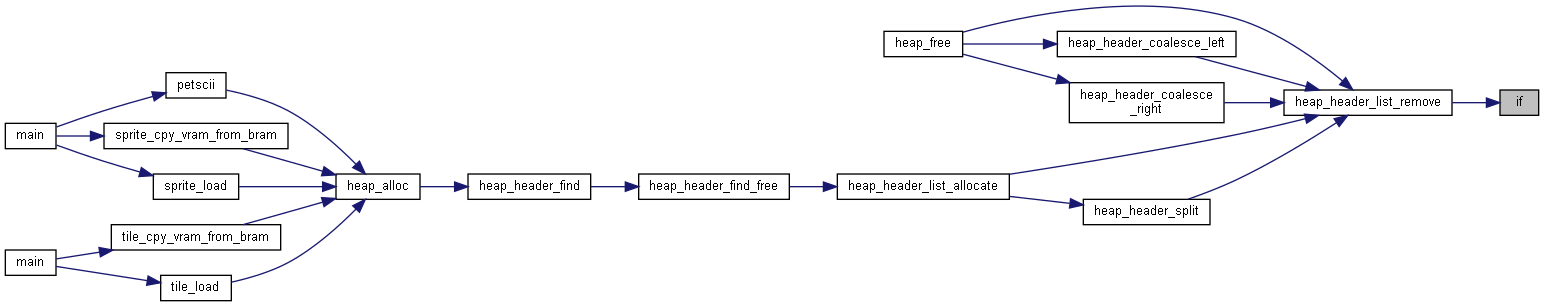 heap_free
heap_header_coalesce_left
petscii
heap_header_coalesce
_right
if
heap_header_list_remove
main
sprite_cpy_vram_from_bram
sprite_load
heap_alloc
heap_header_find
heap_header_find_free
heap_header_list_allocate
heap_header_split
tile_cpy_vram_from_bram
main
tile_load